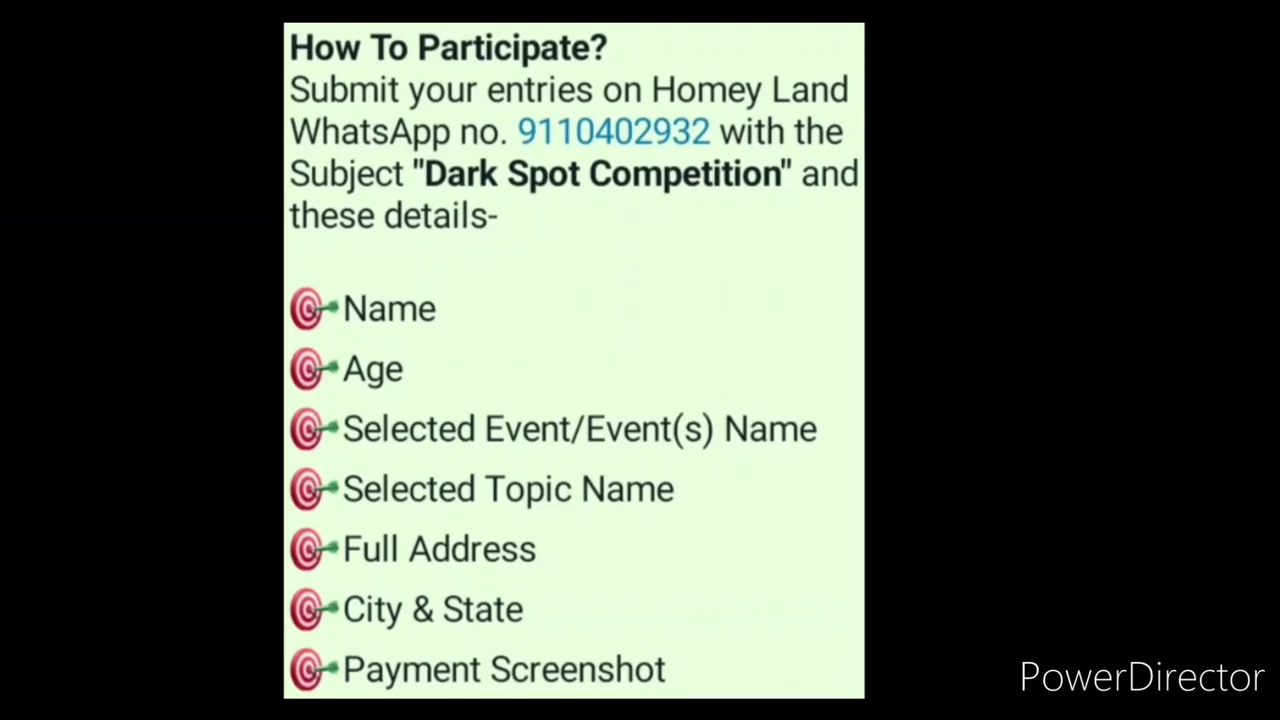 How To Participate?
Submit your entries on Homey Land
WhatsApp no. 9110402932 with the
Subject "Dark Spot Competition" and
these details-
🎯Name
🎯Age
🎯Selected Event/Event(s) Name
🎯Selected Topic Name
🎯Full Address
🎯City & State
🎯Payment Screenshot
PowerDirector